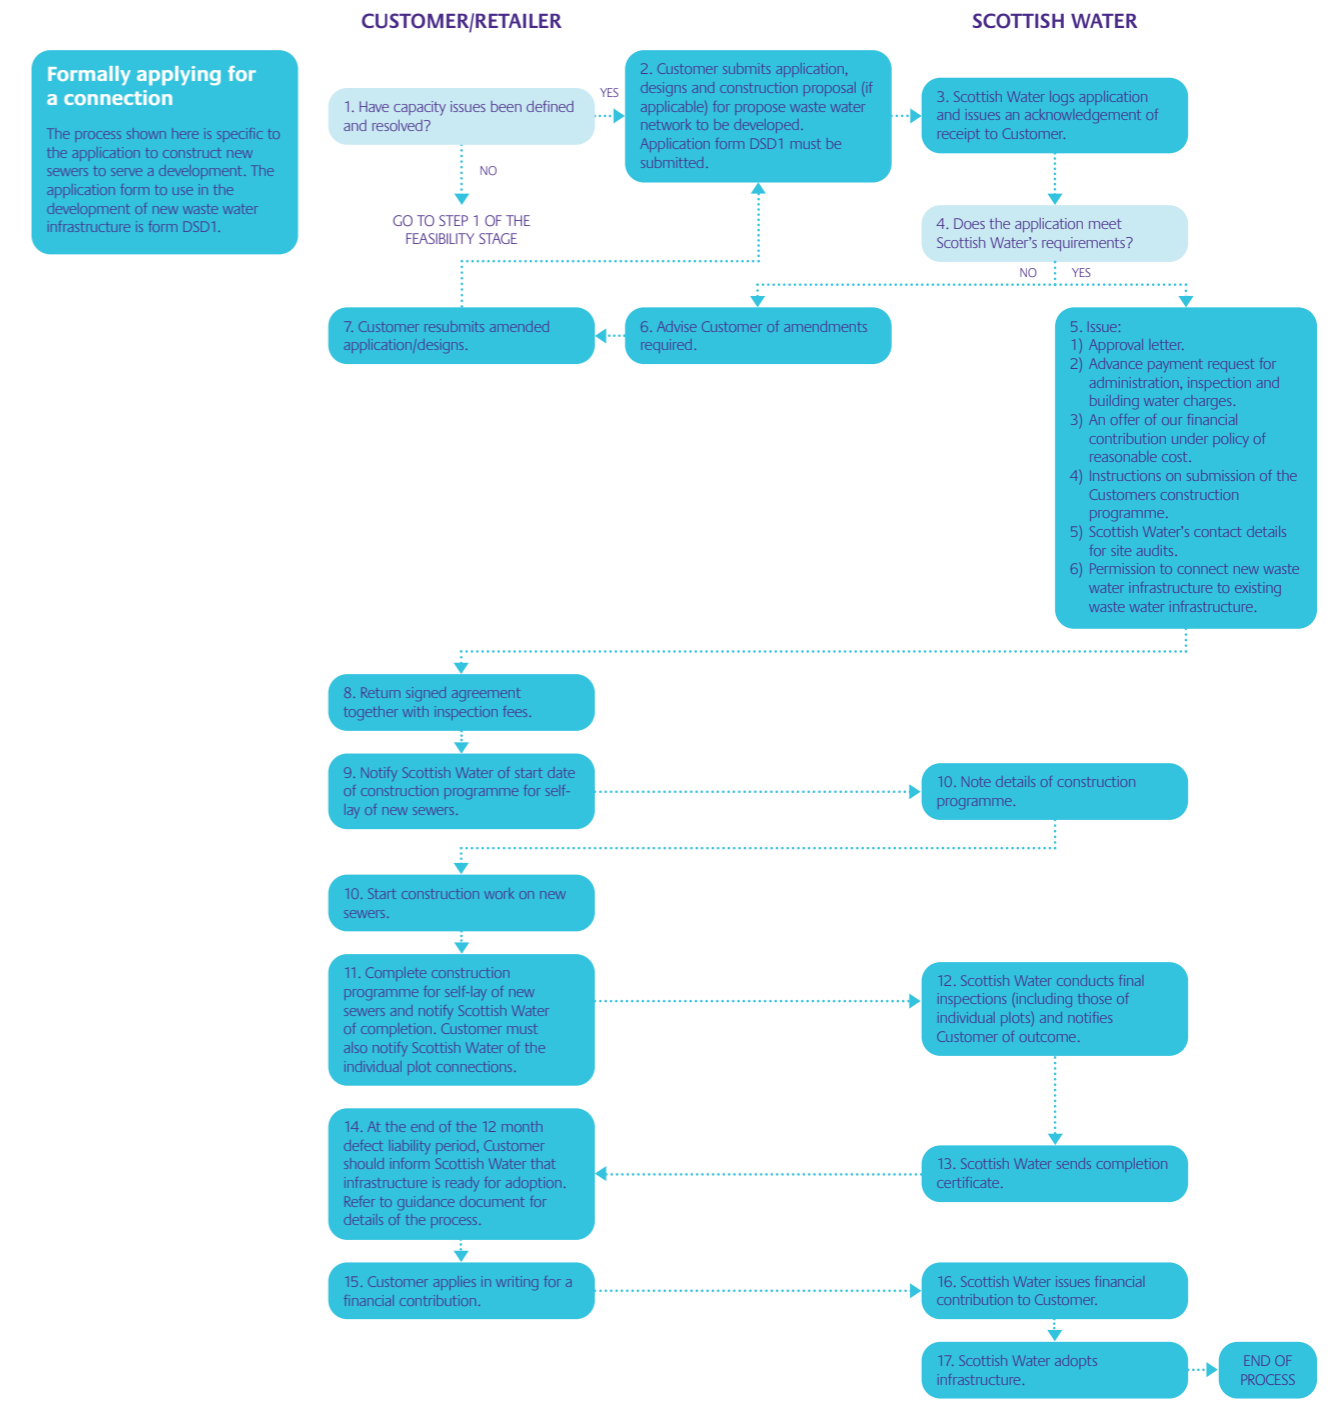 CUSTOMER/RETAILER
SCOTTISH WATER
Formally applying for
a connection
The process shown here is specific to
the application to construct new
sewers to serve a development. The
application form to use in the
development of new waste water
infrastructure is form DSD1.
1. Have capacity issues been defined
and resolved?
YES
NO
GO TO STEP 1 OF THE
FEASIBILITY STAGE
2. Customer submits application,
designs and construction proposal (if
applicable) for propose waste water
network to be developed.
Application form DSD1 must be
submitted.
3. Scottish Water logs application
and issues an acknowledgement of
receipt to Customer.
4. Does the application meet
Scottish Water's requirements?
NO
YES
7. Customer resubmits amended
application/designs.
6. Advise Customer of amendments
required.
5. Issue:
1) Approval letter.
2) Advance payment request for
administration, inspection and
building water charges.
3) An offer of our financial
contribution under policy of
reasonable cost.
4) Instructions on submission of the
Customers construction
programme.
5) Scottish Water's contact details
for site audits.
6) Permission to connect new waste
water infrastructure to existing
waste water infrastructure.
8. Return signed agreement
together with inspection fees.
9. Notify Scottish Water of start date
of construction programme for self-
lay of new sewers.
10. Note details of construction
programme.
10. Start construction work on new
sewers.
11. Complete construction
programme for self-lay of new
sewers and notify Scottish Water
of completion. Customer must
also notify Scottish Water of the
individual plot connections.
12. Scottish Water conducts final
inspections (including those of
individual plots) and notifies
Customer of outcome.
14. At the end of the 12 month
defect liability period, Customer
should inform Scottish Water that
infrastructure is ready for adoption.
Refer to guidance document for
details of the process.
13. Scottish Water sends completion
certificate.
15. Customer applies in writing for a
financial contribution.
16. Scottish Water issues financial
contribution to Customer.
17. Scottish Water adopts
infrastructure.
END OF
PROCESS